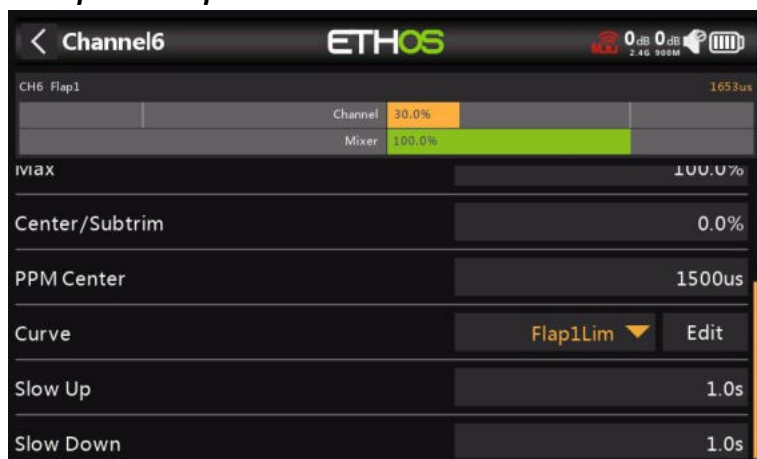 Channel6
ETHOS
0dB 0dB
2.4G 900M
CH6 Flap1 1653us
Channel 30.0%
Mixer 100.0%
Max 100.0%
Center/Subtrim 0.0%
PPM Center 1500us
Curve Flap1Lim Edit
Slow Up 1.0s
Slow Down 1.0s